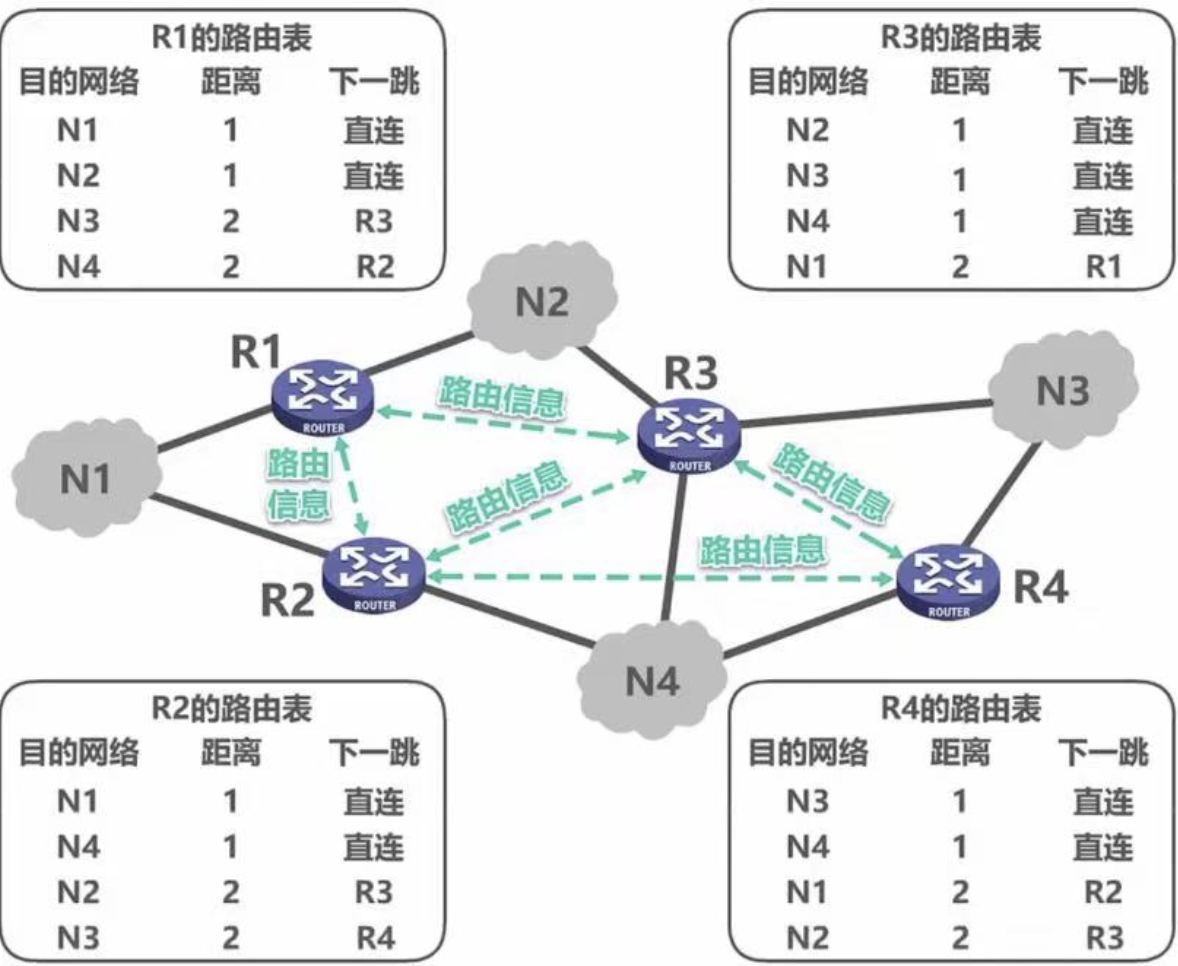 R1的路由表
目的网络 距离 下一跳
N1 1 直连
N2 1 直连
N3 2 R3
N4 2 R2
R3的路由表
目的网络 距离 下一跳
N2 1 直连
N3 1 直连
N4 1 直连
N1 2 R1
N2
R1
ROUTER
路由信息
R3
ROUTER
N3
N1
路由
信息
路由信息
路由信息
路由信息
R2
ROUTER
R4
ROUTER
N4
R2的路由表
目的网络 距离 下一跳
N1 1 直连
N4 1 直连
N2 2 R3
N3 2 R4
R4的路由表
目的网络 距离 下一跳
N3 1 直连
N4 1 直连
N1 2 R2
N2 2 R3